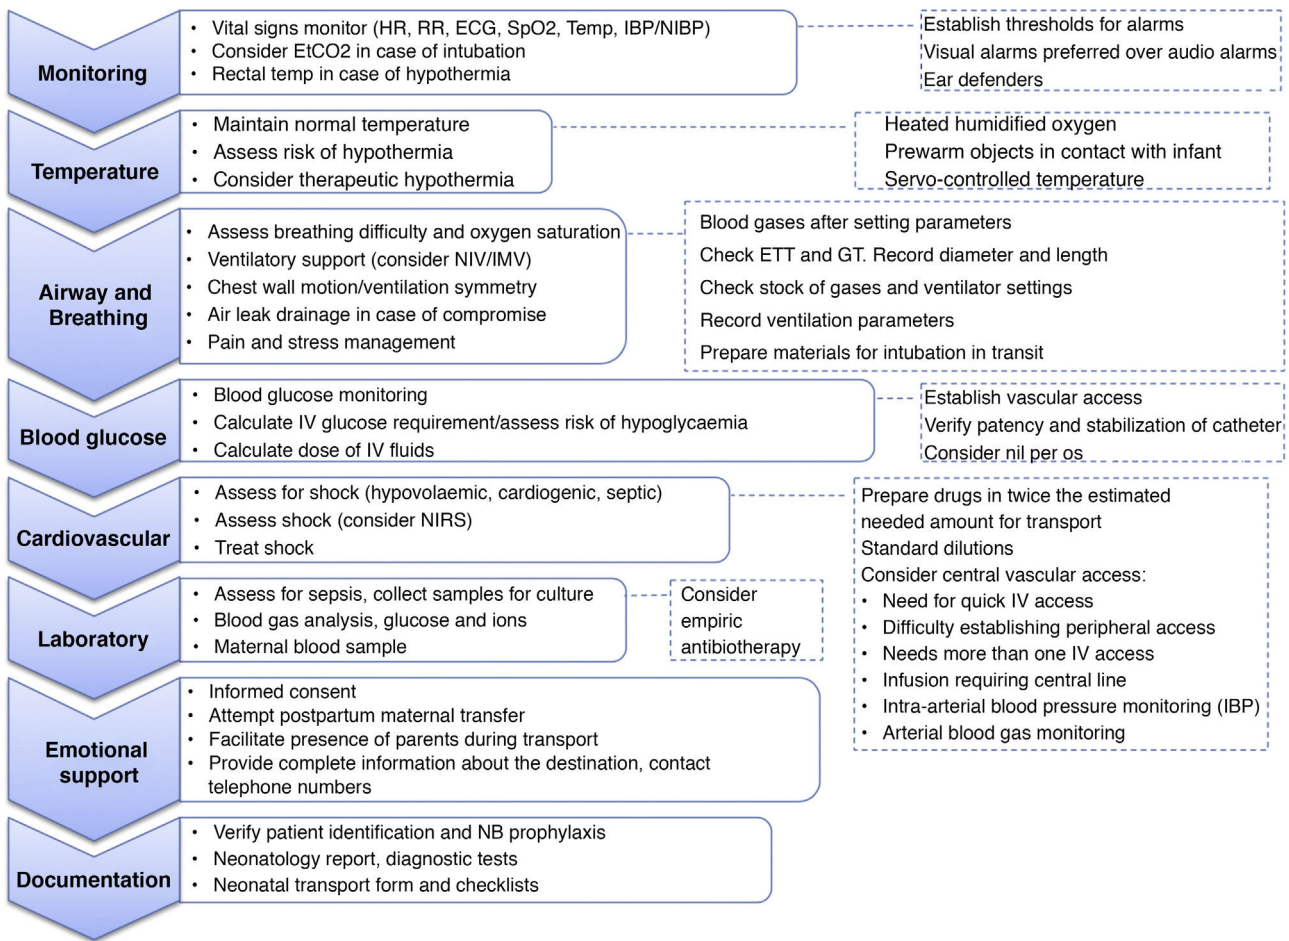 Monitoring
• Vital signs monitor (HR, RR, ECG, SpO2, Temp, IBP/NIBP)
• Consider EtCO2 in case of intubation
• Rectal temp in case of hypothermia
Establish thresholds for alarms
Visual alarms preferred over audio alarms
Ear defenders
Temperature
• Maintain normal temperature
• Assess risk of hypothermia
• Consider therapeutic hypothermia
Heated humidified oxygen
Prewarm objects in contact with infant
Servo-controlled temperature
Airway and
Breathing
• Assess breathing difficulty and oxygen saturation
• Ventilatory support (consider NIV/IMV)
• Chest wall motion/ventilation symmetry
• Air leak drainage in case of compromise
• Pain and stress management
Blood gases after setting parameters
Check ETT and GT. Record diameter and length
Check stock of gases and ventilator settings
Record ventilation parameters
Prepare materials for intubation in transit
Blood glucose
• Blood glucose monitoring
• Calculate IV glucose requirement/assess risk of hypoglycaemia
• Calculate dose of IV fluids
Establish vascular access
Verify patency and stabilization of catheter
Consider nil per os
Cardiovascular
• Assess for shock (hypovolaemic, cardiogenic, septic)
• Assess shock (consider NIRS)
• Treat shock
Prepare drugs in twice the estimated
needed amount for transport
Standard dilutions
Consider central vascular access:
• Need for quick IV access
• Difficulty establishing peripheral access
• Needs more than one IV access
• Infusion requiring central line
• Intra-arterial blood pressure monitoring (IBP)
• Arterial blood gas monitoring
Laboratory
• Assess for sepsis, collect samples for culture
• Blood gas analysis, glucose and ions
• Maternal blood sample
Consider
empiric
antibiotherapy
Emotional
support
• Informed consent
• Attempt postpartum maternal transfer
• Facilitate presence of parents during transport
• Provide complete information about the destination, contact
telephone numbers
Documentation
• Verify patient identification and NB prophylaxis
• Neonatology report, diagnostic tests
• Neonatal transport form and checklists